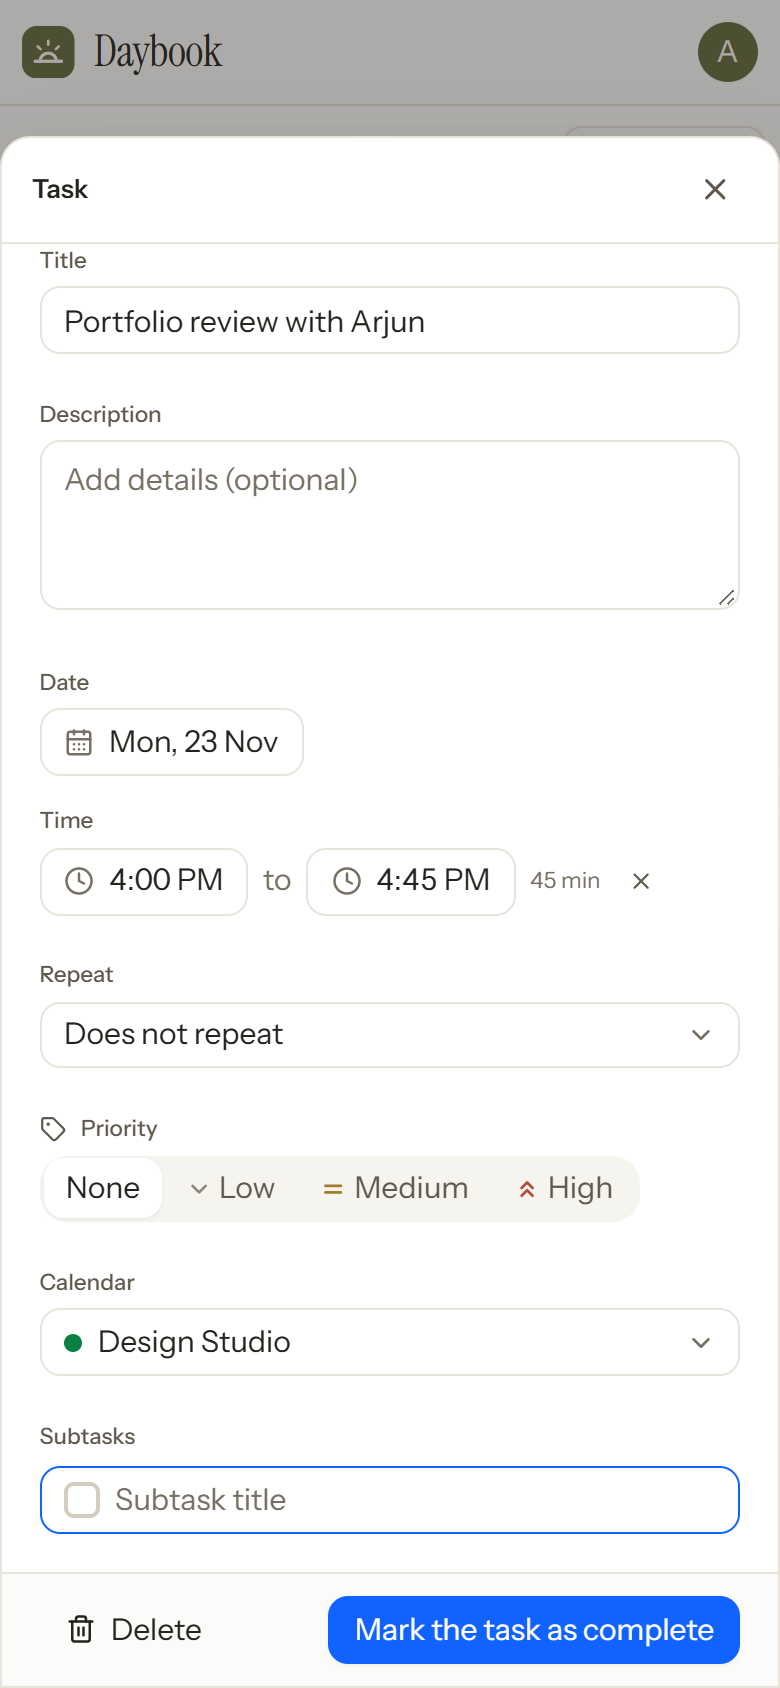 Daybook
A
Task
Title
Portfolio review with Arjun
Description
Add details (optional)
Date
Mon, 23 Nov
Time
4:00 PM to 4:45 PM 45 min
Repeat
Does not repeat
Priority
None Low Medium High
Calendar
Design Studio
Subtasks
Subtask title
Delete Mark the task as complete